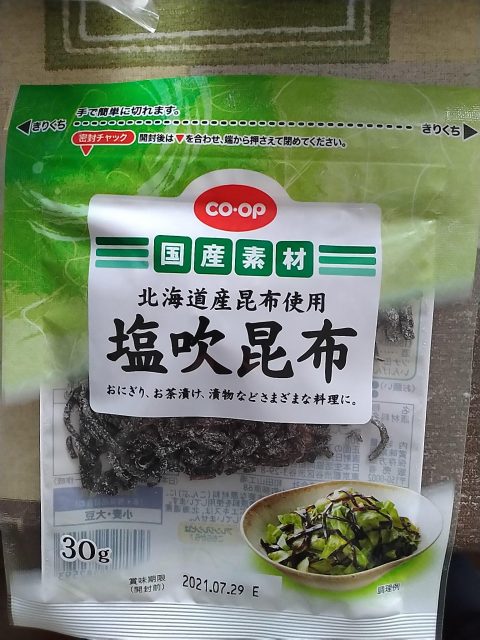 手で簡単に切れます。
◀きりくち
きりくち▶
密封チャック
開封後は▼を合わせ、端から押さえて閉めてください。
CO·OP
国産素材
北海道産昆布使用
塩吹昆布
おにぎり、お茶漬け、漬物などさまざまな料理に。
小麦・大豆
30g
賞味期限
(開封前)
2021.07.29 E
調理例